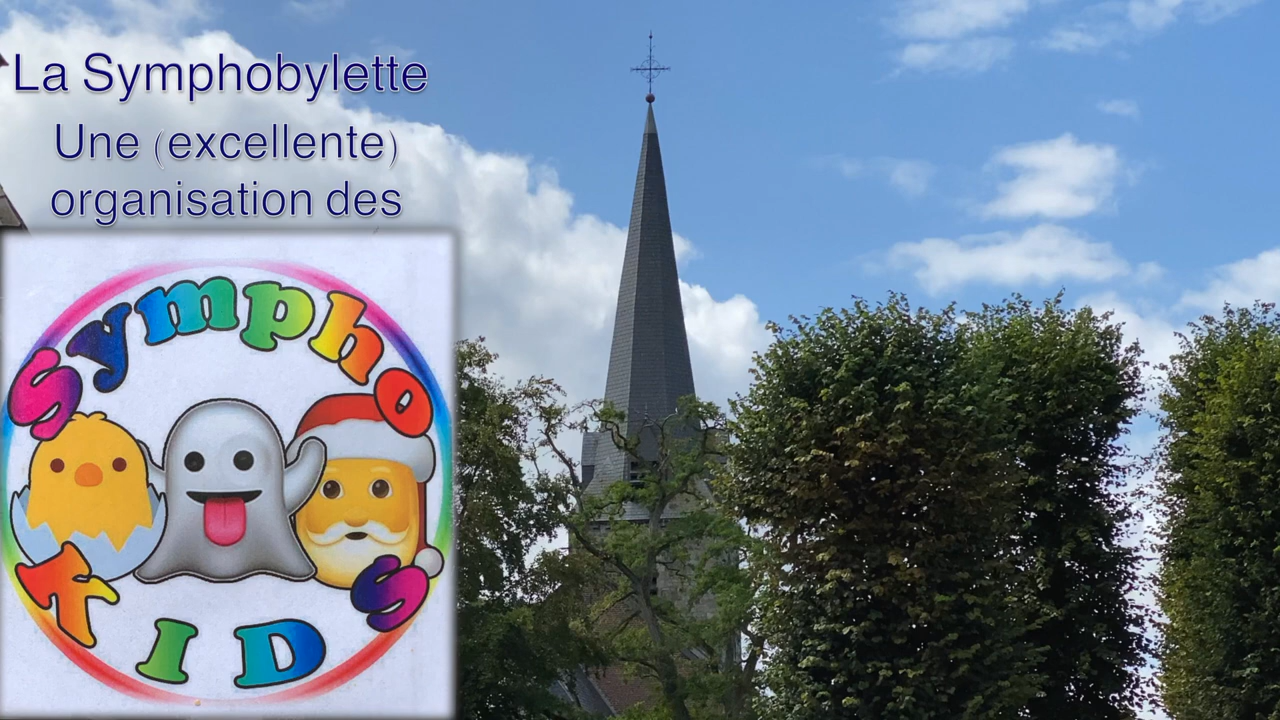 La Symphobylette
Une (excellente)
organisation des
Sympho
KIDS